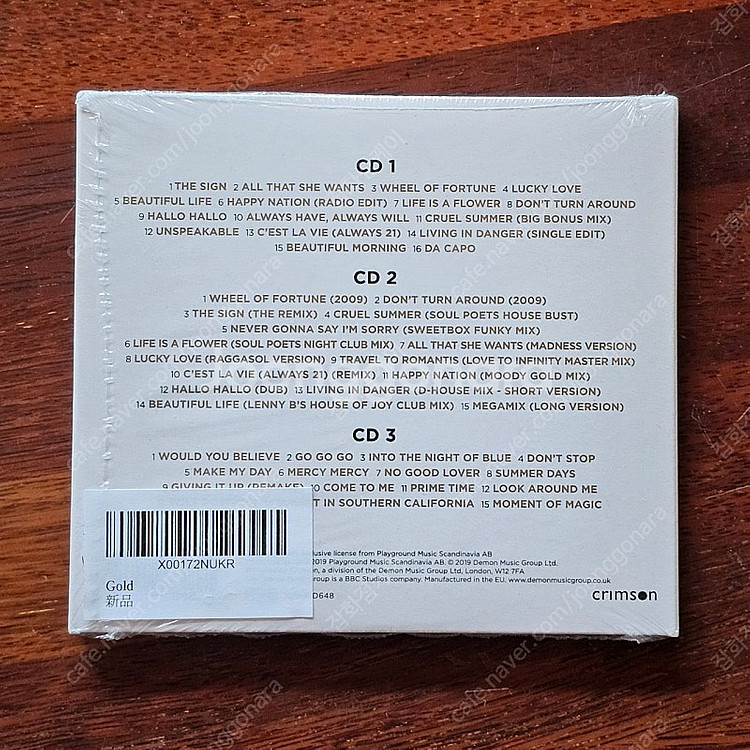 CD 1
1 THE SIGN 2 ALL THAT SHE WANTS 3 WHEEL OF FORTUNE 4 LUCKY LOVE
5 BEAUTIFUL LIFE 6 HAPPY NATION (RADIO EDIT) 7 LIFE IS A FLOWER 8 DON'T TURN AROUND
9 HALLO HALLO 10 ALWAYS HAVE, ALWAYS WILL 11 CRUEL SUMMER (BIG BONUS MIX)
12 UNSPEAKABLE 13 C'EST LA VIE (ALWAYS 21) 14 LIVING IN DANGER (SINGLE EDIT)
15 BEAUTIFUL MORNING 16 DA CAPO
CD 2
1 WHEEL OF FORTUNE (2009) 2 DON'T TURN AROUND (2009)
3 THE SIGN (THE REMIX) 4 CRUEL SUMMER (SOUL POETS HOUSE BUST)
5 NEVER GONNA SAY I'M SORRY (SWEETBOX FUNKY MIX)
6 LIFE IS A FLOWER (SOUL POETS NIGHT CLUB MIX) 7 ALL THAT SHE WANTS (MADNESS VERSION)
8 LUCKY LOVE (RAGGASOL VERSION) 9 TRAVEL TO ROMANTIS (LOVE TO INFINITY MASTER MIX)
10 C'EST LA VIE (ALWAYS 21) (REMIX) 11 HAPPY NATION (MOODY GOLD MIX)
12 HALLO HALLO (DUB) 13 LIVING IN DANGER (D-HOUSE MIX - SHORT VERSION)
14 BEAUTIFUL LIFE (LENNY B'S HOUSE OF JOY CLUB MIX) 15 MEGAMIX (LONG VERSION)
CD 3
1 WOULD YOU BELIEVE 2 GO GO GO 3 INTO THE NIGHT OF BLUE 4 DON'T STOP
5 MAKE MY DAY 6 MERCY MERCY 7 NO GOOD LOVER 8 SUMMER DAYS
9 GIVING IT UP (REMAKE) 10 COME TO ME 11 PRIME TIME 12 LOOK AROUND ME
IN SOUTHERN CALIFORNIA 15 MOMENT OF MAGIC
license from Playground Music Scandinavia AB
2019 Playground Music Scandinavia AB. © 2019 Demon Music Group Ltd.
a division of the Demon Music Group Ltd, London, W12 7FA
is a BBC Studios company. Manufactured in the EU. www.demonmusicgroup.co.uk
crimson
X00172NUKR
Gold
新品
cafe.naver.com/joonggonara